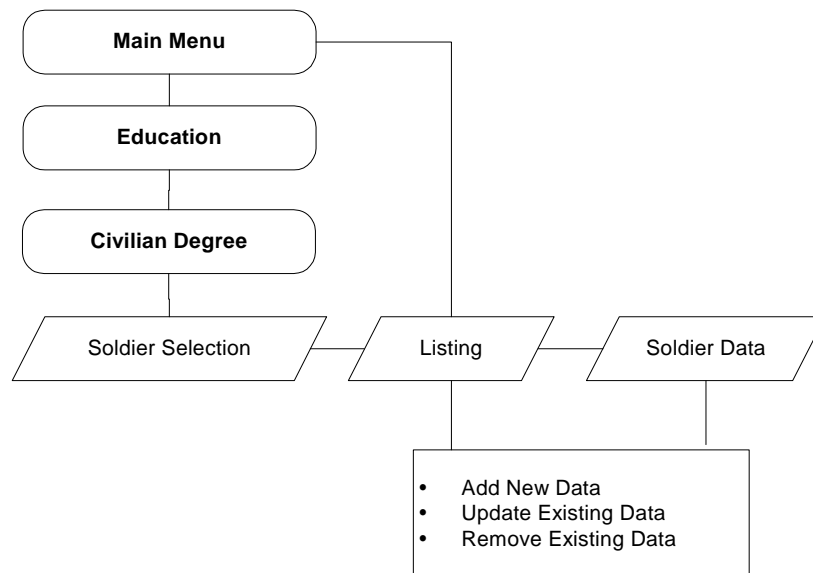 Main Menu
Education
Civilian Degree
Soldier Selection
Listing
Soldier Data
• Add New Data
• Update Existing Data
• Remove Existing Data